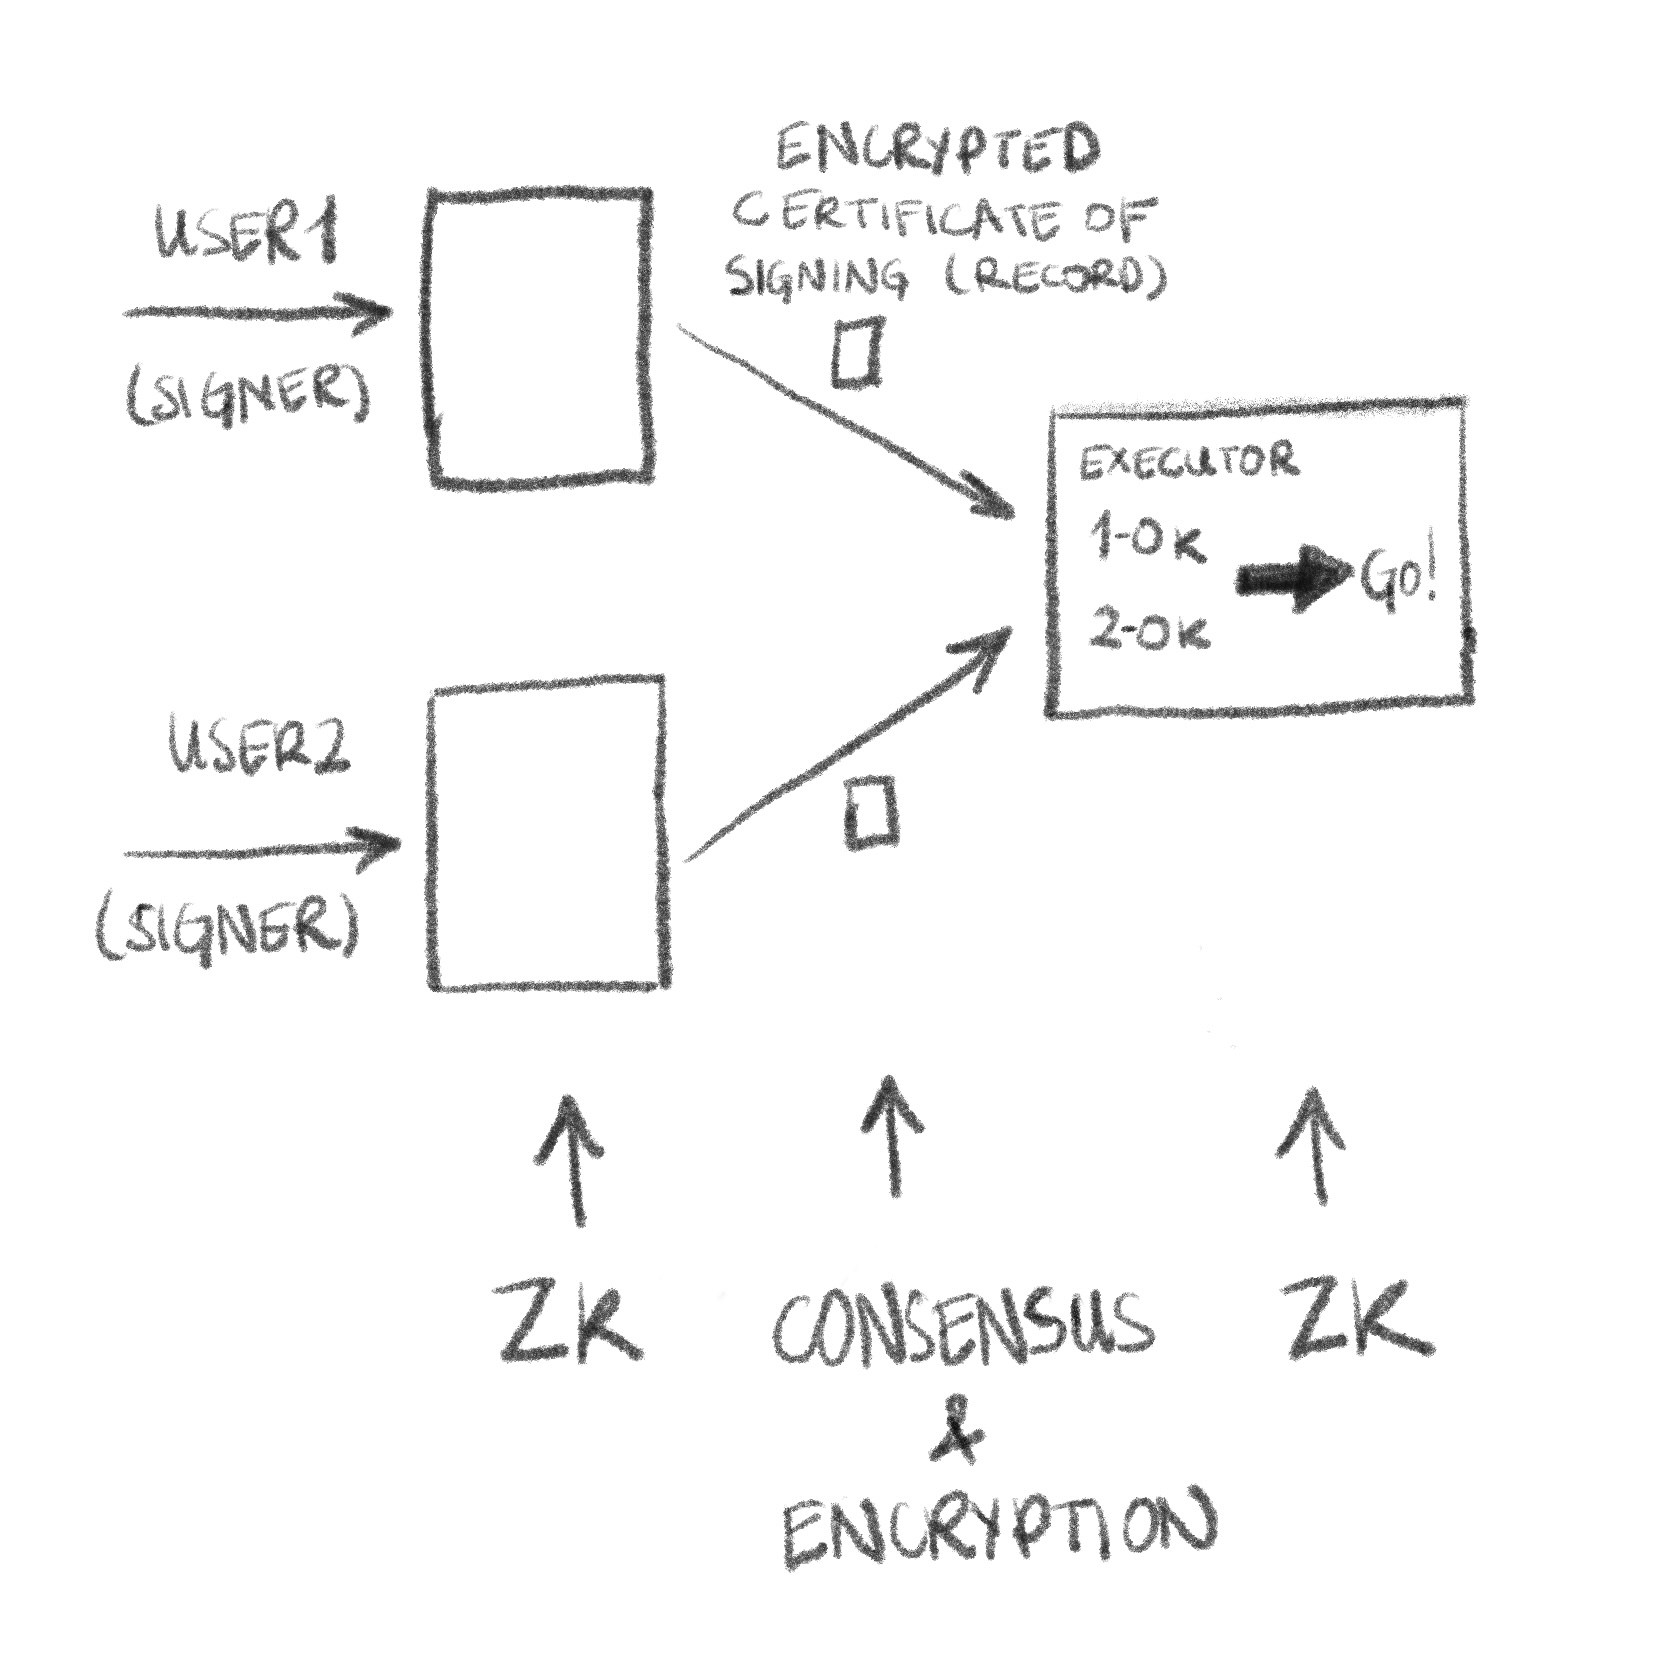 ENCRYPTED
CERTIFICATE OF
SIGNING (RECORD)
USER1
(SIGNER)
EXECUTOR
1-OK
2-OK
GO!
USER2
(SIGNER)
ZK
CONSENSUS
&
ENCRYPTION
ZK